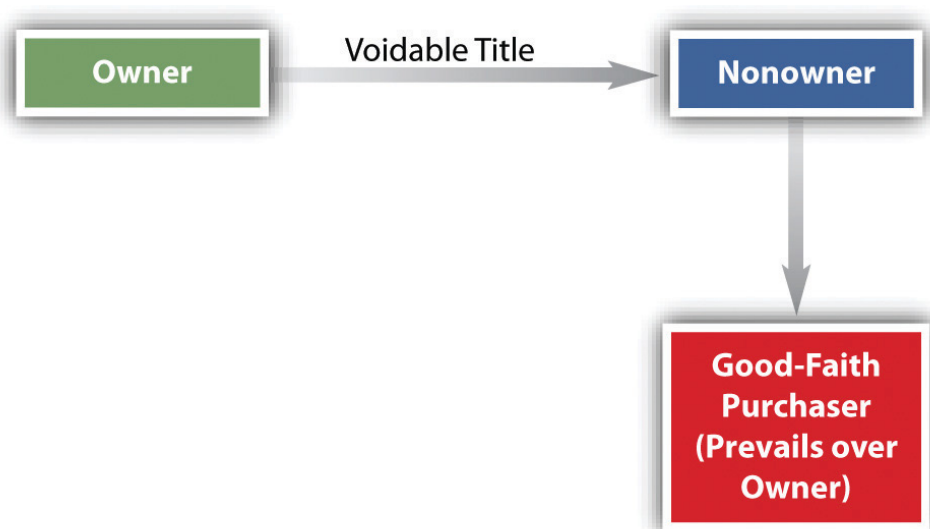 Owner
Voidable Title
Nonowner
Good-Faith
Purchaser
(Prevails over
Owner)